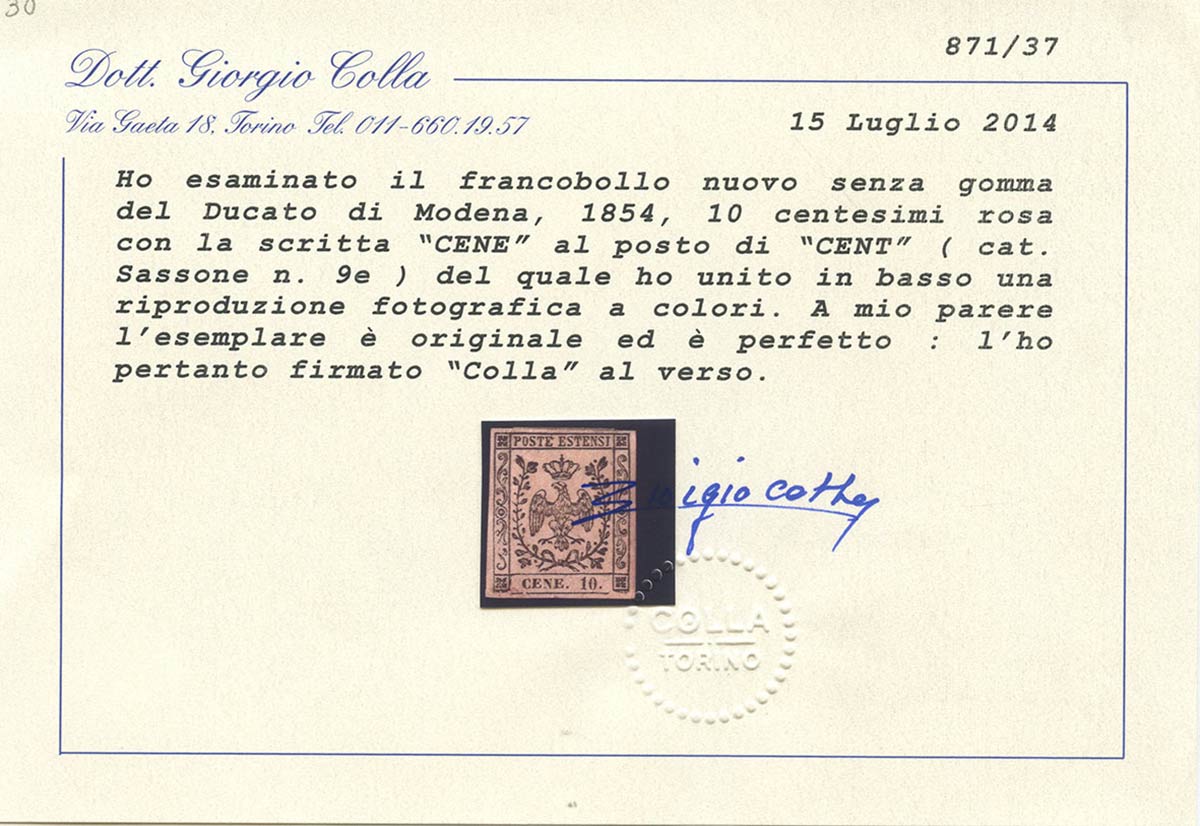 30
871/37
Dott. Giorgio Colla
Via Gaeta 18, Torino Tel. 011-660.19.57
15 Luglio 2014
Ho esaminato il francobollo nuovo senza gomma
del Ducato di Modena, 1854, 10 centesimi rosa
con la scritta “CENE” al posto di “CENT” ( cat.
Sassone n. 9e ) del quale ho unito in basso una
riproduzione fotografica a colori. A mio parere
l'esemplare è originale ed è perfetto : l'ho
pertanto firmato “Colla” al verso.
POSTE ESTENSI
CENE. 10.
Giorgio Colla
COLLA
TORINO